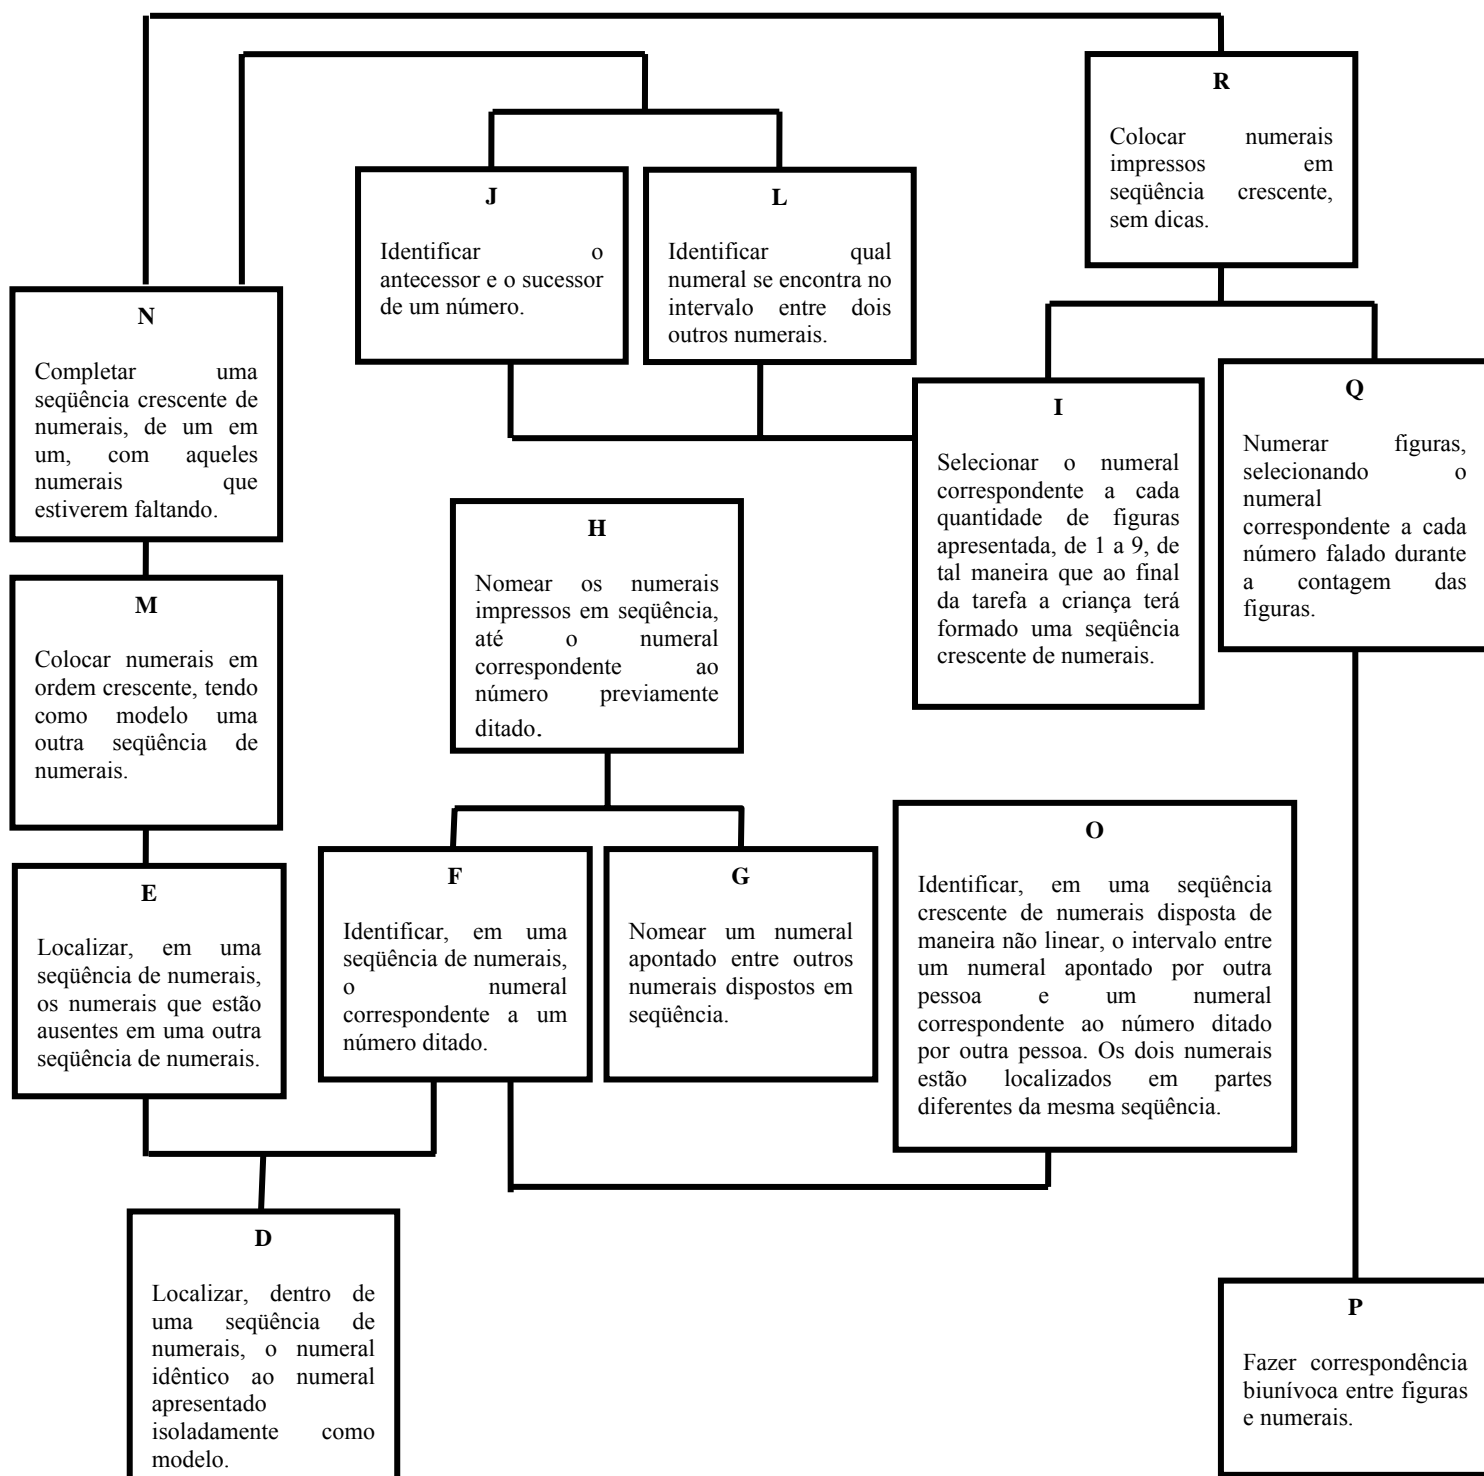 R
Colocar numerais
impressos em
seqüência crescente,
sem dicas.
J
Identificar o
antecessor e o sucessor
de um número.
L
Identificar qual
numeral se encontra no
intervalo entre dois
outros numerais.
N
Completar uma
seqüência crescente de
numerais, de um em
um, com aqueles
numerais que
estiverem faltando.
I
Selecionar o numeral
correspondente a cada
quantidade de figuras
apresentada, de 1 a 9, de
tal maneira que ao final
da tarefa a criança terá
formado uma seqüência
crescente de numerais.
Q
Numerar figuras,
selecionando o
numeral
correspondente a cada
número falado durante
a contagem das
figuras.
H
Nomear os numerais
impressos em seqüência,
até o numeral
correspondente ao
número previamente
ditado.
M
Colocar numerais em
ordem crescente, tendo
como modelo uma
outra seqüência de
numerais.
E
Localizar, em uma
seqüência de numerais,
os numerais que estão
ausentes em uma outra
seqüência de numerais.
F
Identificar, em uma
seqüência de numerais,
o numeral
correspondente a um
número ditado.
G
Nomear um numeral
apontado entre outros
numerais dispostos em
seqüência.
O
Identificar, em uma seqüência
crescente de numerais disposta de
maneira não linear, o intervalo entre
um numeral apontado por outra
pessoa e um numeral
correspondente ao número ditado
por outra pessoa. Os dois numerais
estão localizados em partes
diferentes da mesma seqüência.
D
Localizar, dentro de
uma seqüência de
numerais, o numeral
idêntico ao numeral
apresentado
isoladamente como
modelo.
P
Fazer correspondência
biunívoca entre figuras
e numerais.